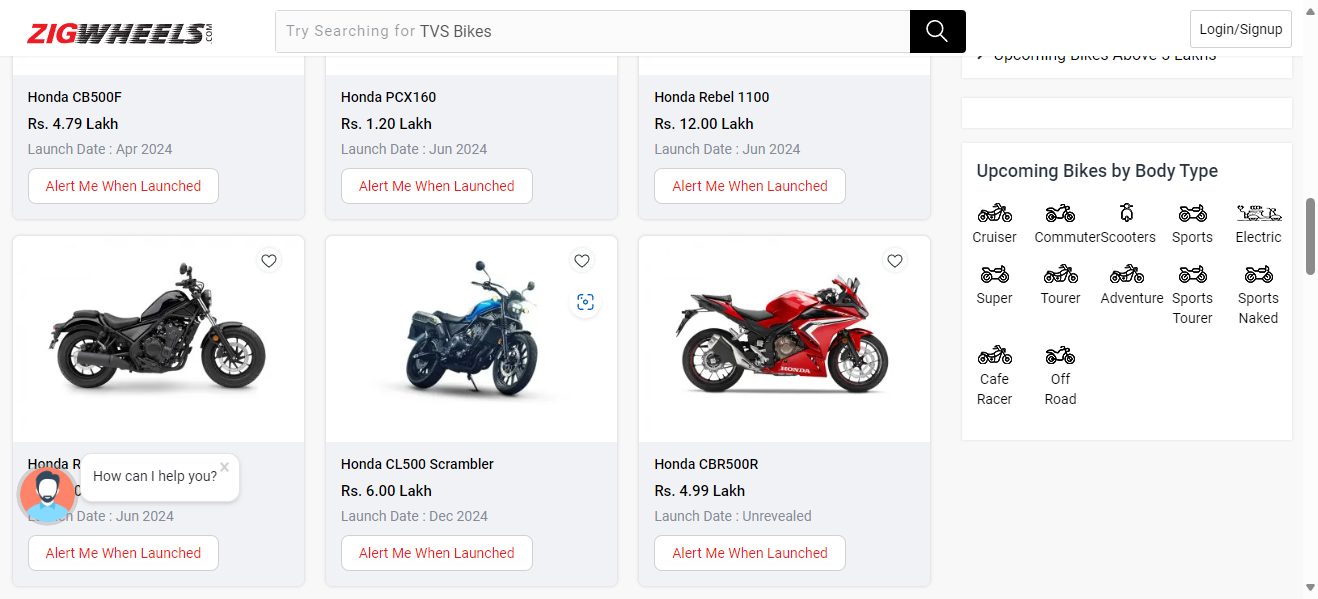 ZIGWHEELS.COM
Try Searching for TVS Bikes
Login/Signup
Upcoming Bikes Above 5 Lakhs
Honda CB500F
Rs. 4.79 Lakh
Launch Date : Apr 2024
Alert Me When Launched
Honda PCX160
Rs. 1.20 Lakh
Launch Date : Jun 2024
Alert Me When Launched
Honda Rebel 1100
Rs. 12.00 Lakh
Launch Date : Jun 2024
Alert Me When Launched
Honda R
Date : Jun 2024
Alert Me When Launched
How can I help you?
Honda CL500 Scrambler
Rs. 6.00 Lakh
Launch Date : Dec 2024
Alert Me When Launched
HONDA
Honda CBR500R
Rs. 4.99 Lakh
Launch Date : Unrevealed
Alert Me When Launched
Upcoming Bikes by Body Type
Cruiser
Commuter
Scooters
Sports
Electric
Super
Tourer
Adventure
Sports
Tourer
Sports
Naked
Cafe
Racer
Off
Road